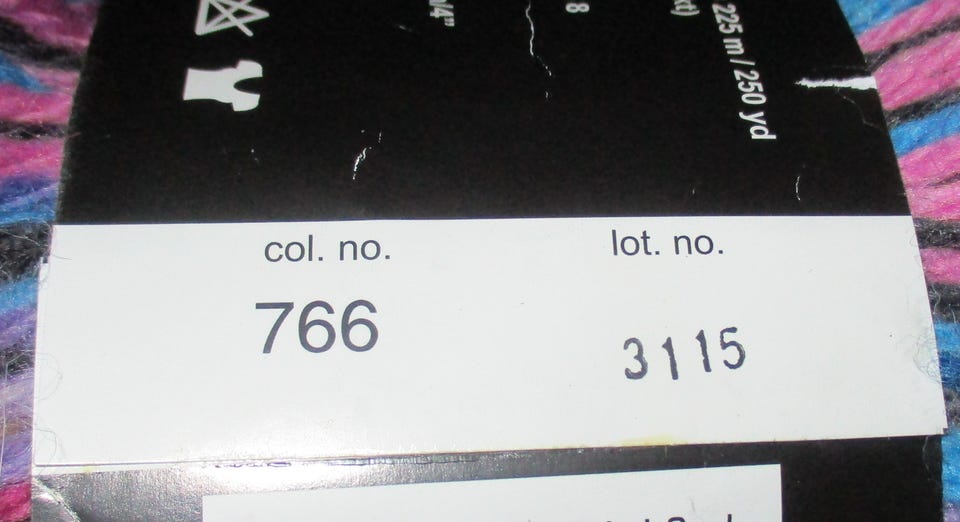 225 m / 250 yd
col. no.
lot. no.
766
3115